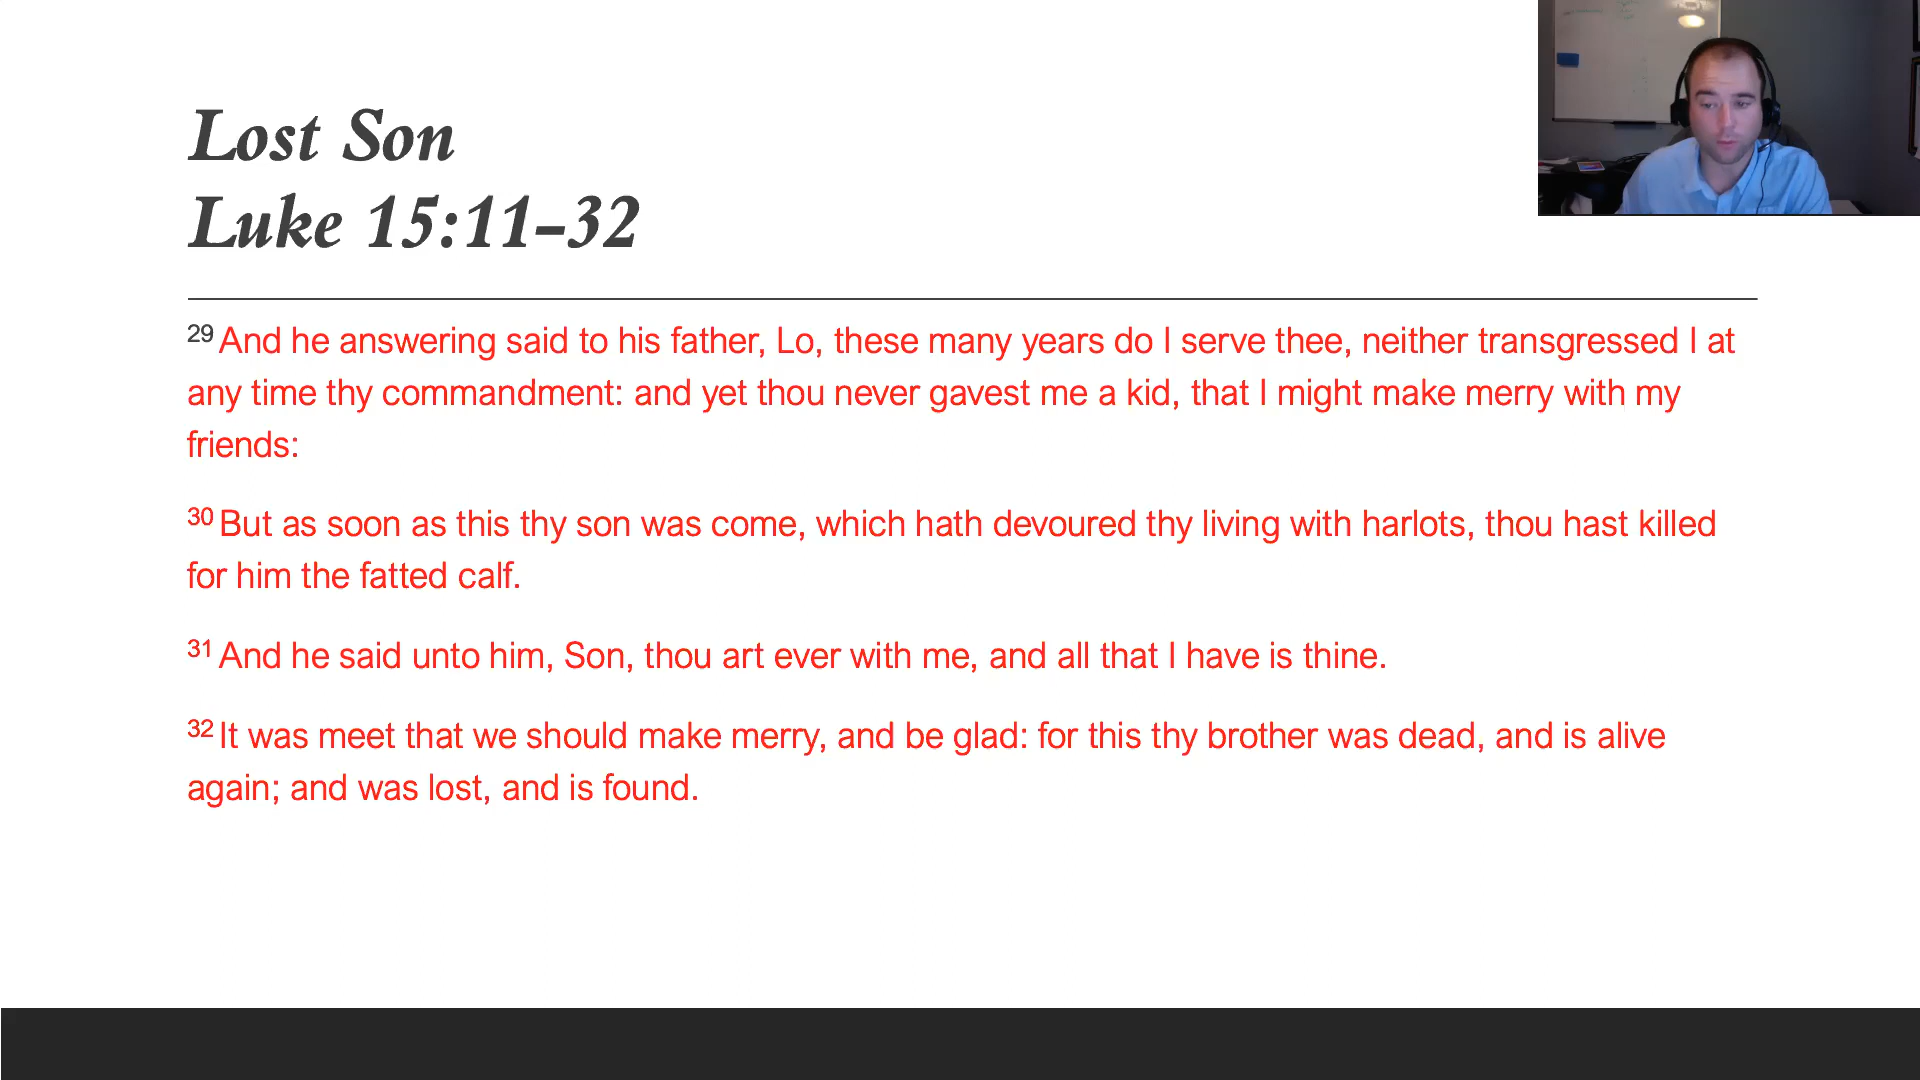 Lost Son
Luke 15:11-32
29 And he answering said to his father, Lo, these many years do I serve thee, neither transgressed I at
any time thy commandment: and yet thou never gavest me a kid, that I might make merry with my
friends:
30 But as soon as this thy son was come, which hath devoured thy living with harlots, thou hast killed
for him the fatted calf.
31 And he said unto him, Son, thou art ever with me, and all that I have is thine.
32 It was meet that we should make merry, and be glad: for this thy brother was dead, and is alive
again; and was lost, and is found.